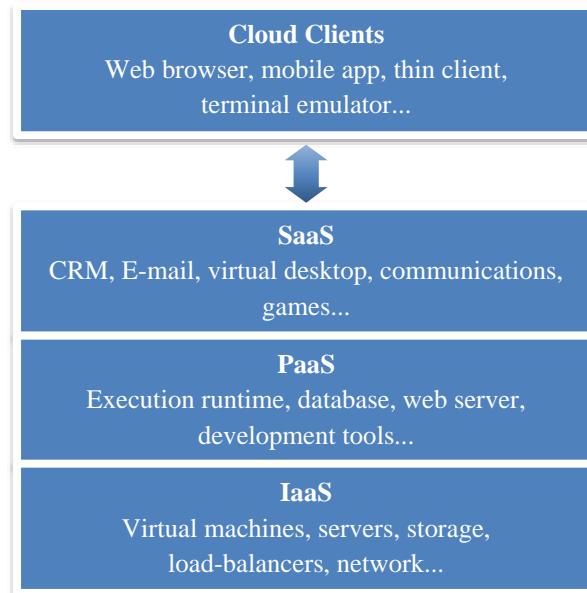 Cloud Clients
Web browser, mobile app, thin client,
terminal emulator...
SaaS
CRM, E-mail, virtual desktop, communications,
games...
PaaS
Execution runtime, database, web server,
development tools...
IaaS
Virtual machines, servers, storage,
load-balancers, network...